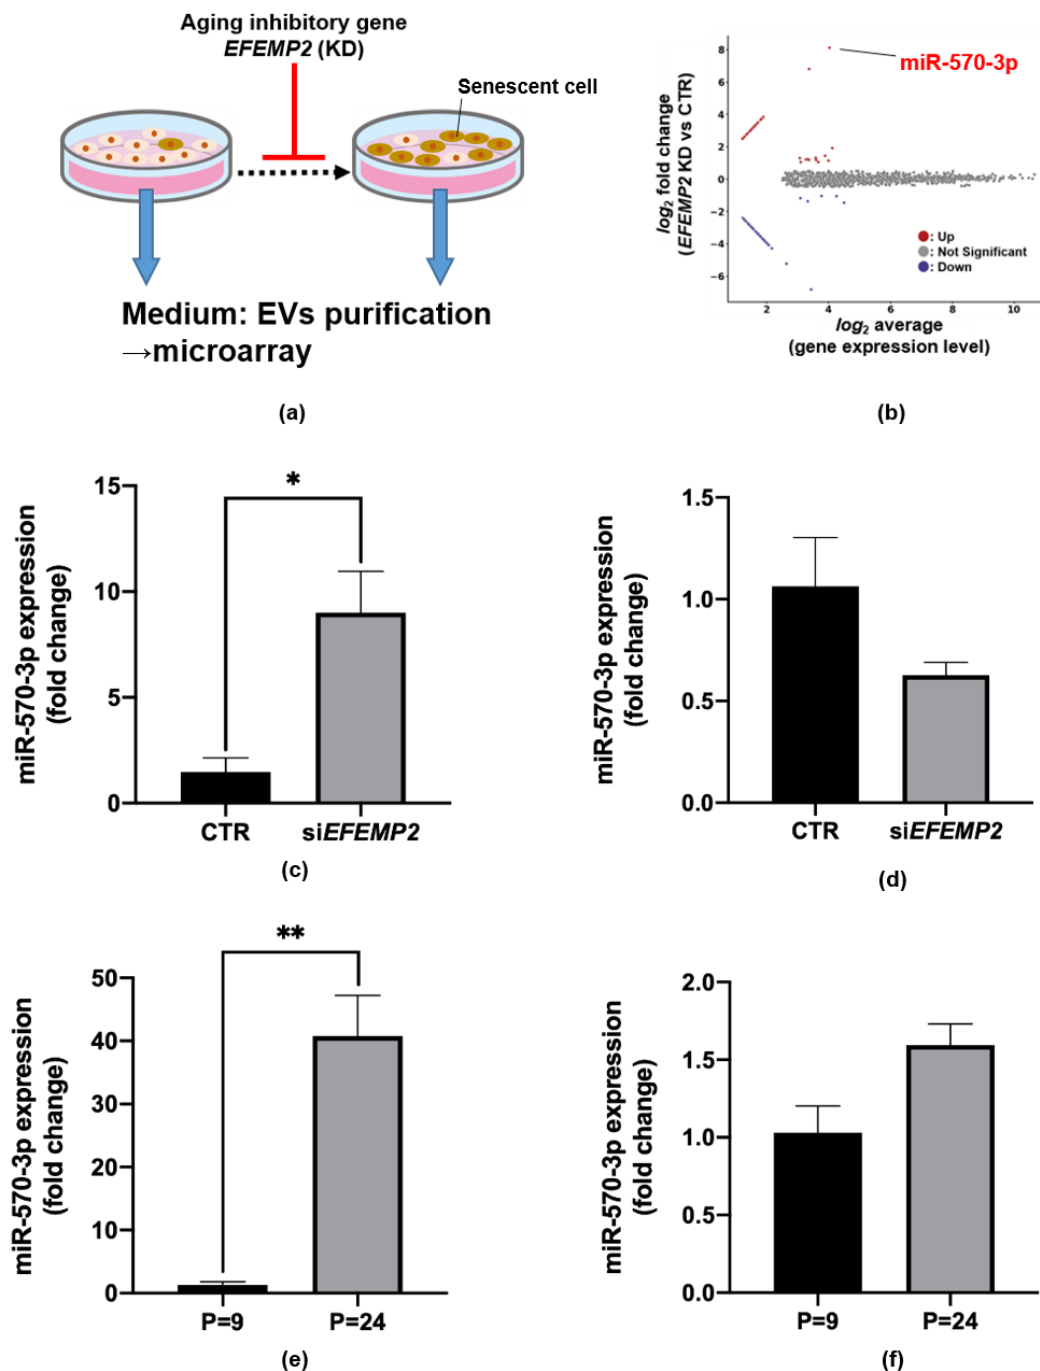 Aging inhibitory gene
EFEMP2 (KD)
Senescent cell
Medium: EVs purification
→microarray
(a)
log2 fold change
(EFEMP2 KD vs CTR)
8
6
4
2
0
−2
−4
−6
miR-570-3p
: Up
: Not Significant
: Down
2
4
6
8
10
log2 average
(gene expression level)
(b)
miR-570-3p expression
(fold change)
15
10
5
0
*
CTR
siEFEMP2
(c)
miR-570-3p expression
(fold change)
1.5
1.0
0.5
0.0
CTR
siEFEMP2
(d)
miR-570-3p expression
(fold change)
50
40
30
20
10
0
**
P=9
P=24
(e)
miR-570-3p expression
(fold change)
2.0
1.5
1.0
0.5
0.0
P=9
P=24
(f)